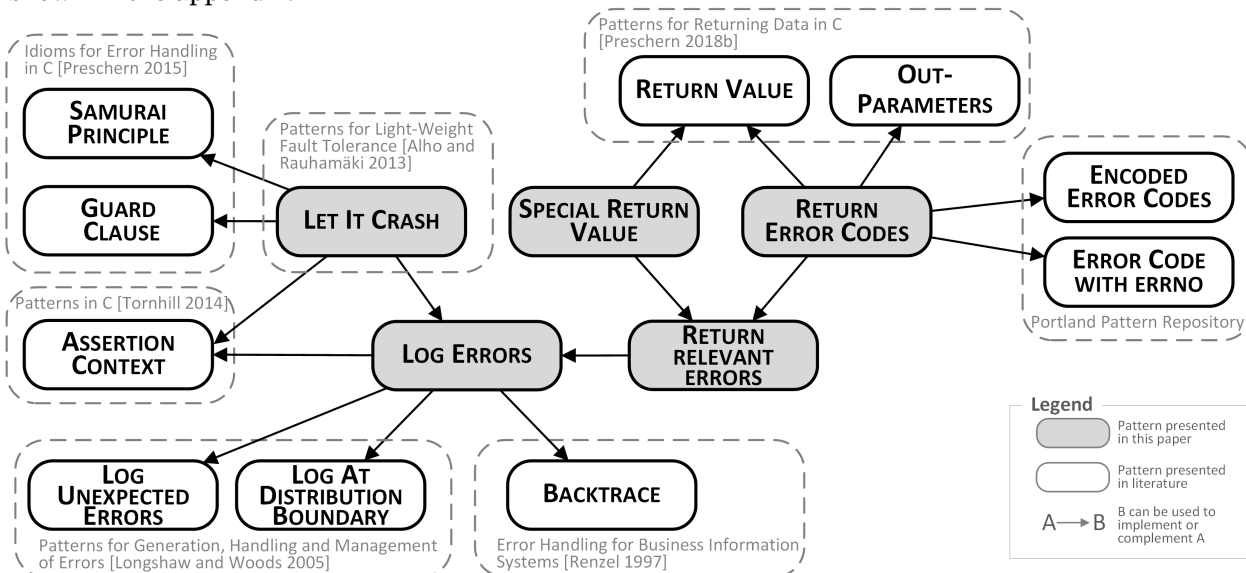 Patterns for Returning Data in C
[Preschern 2018b]
Idioms for Error Handling
in C [Preschern 2015]
RETURN VALUE
OUT-
PARAMETERS
SAMURAI
PRINCIPLE
Patterns for Light-Weight
Fault Tolerance [Alho and
Rauhamäki 2013]
ENCODED
ERROR CODES
GUARD
CLAUSE
LET IT CRASH
SPECIAL RETURN
VALUE
RETURN
ERROR CODES
ERROR CODE
WITH ERRNO
Patterns in C [Tornhill 2014]
Portland Pattern Repository
ASSERTION
CONTEXT
LOG ERRORS
RETURN
RELEVANT
ERRORS
Legend
Pattern presented
in this paper
LOG
UNEXPECTED
ERRORS
LOG AT
DISTRIBUTION
BOUNDARY
BACKTRACE
Pattern presented
in literature
A B
B can be used to
implement or
complement A
Patterns for Generation, Handling and Management
of Errors [Longshaw and Woods 2005]
Error Handling for Business Information
Systems [Renzel 1997]